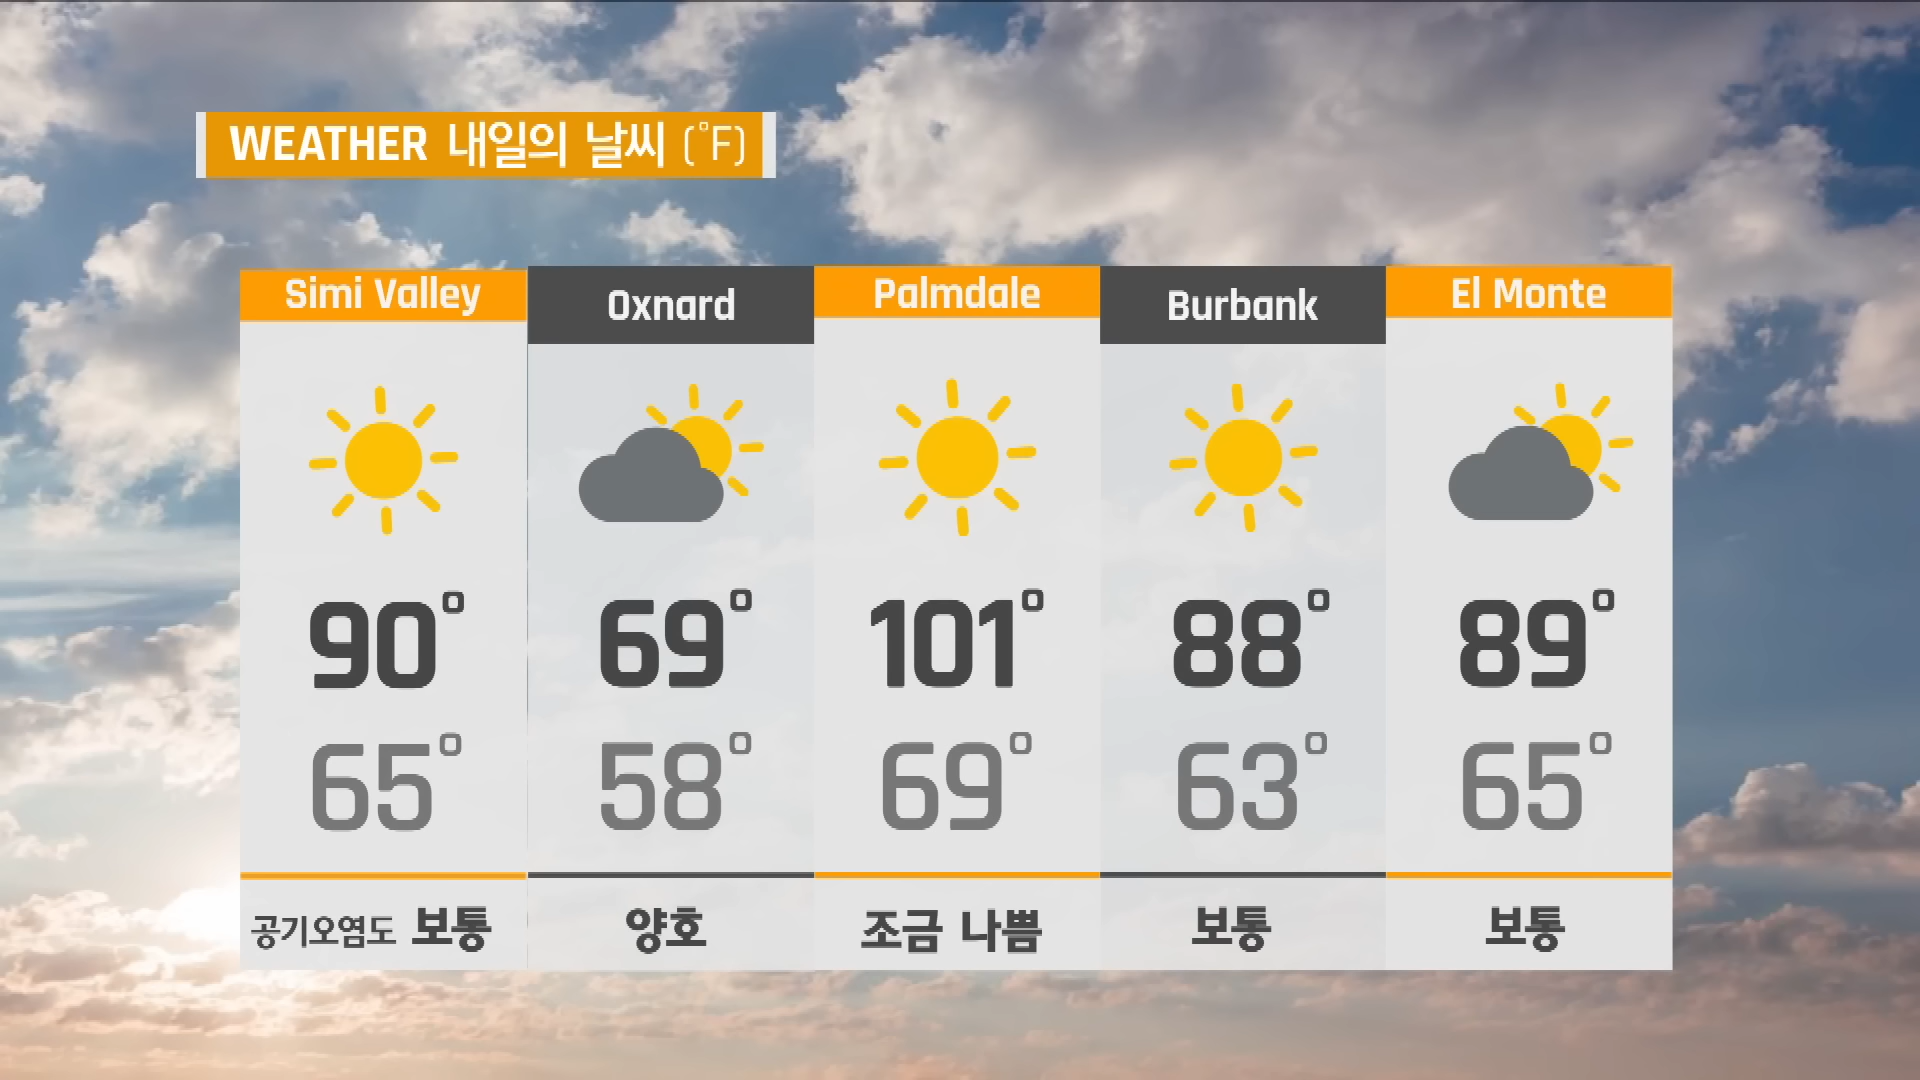 WEATHER 내일의 날씨 (°F)
Simi Valley
Oxnard
Palmdale
Burbank
El Monte
90° 69° 101° 88° 89°
65° 58° 69° 63° 65°
공기오염도 보통
양호
조금 나쁨
보통
보통